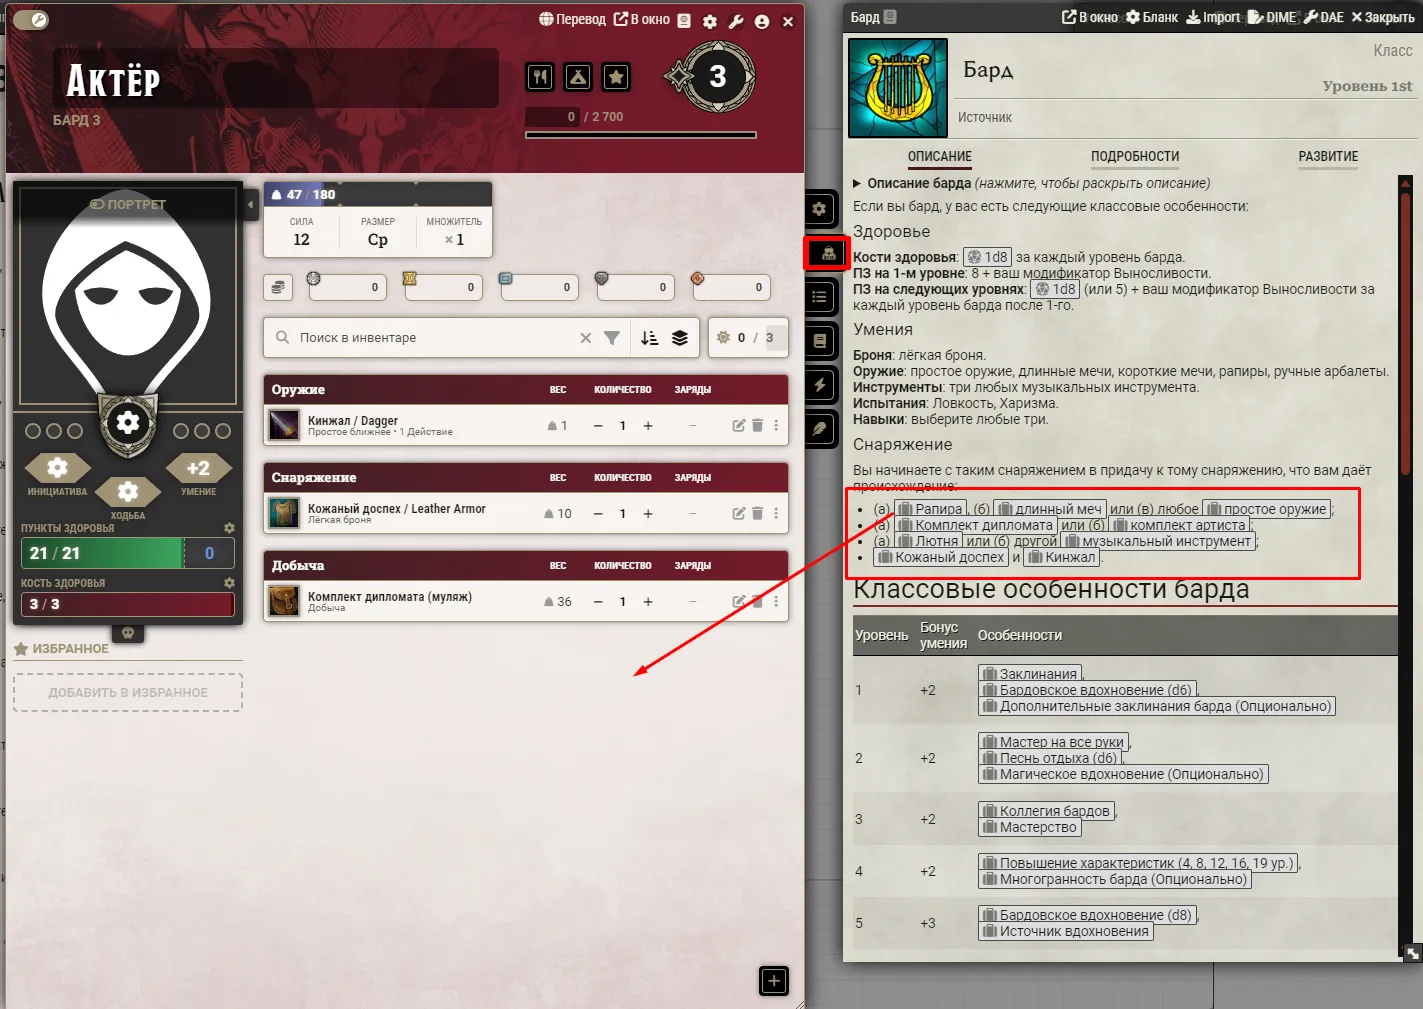 Перевод В окно
Актёр
БАРД 3
3
0 / 2 700
ПОРТРЕТ
ИНИЦИАТИВА
ХОДЬБА
+2
УМЕНИЕ
ПУНКТЫ ЗДОРОВЬЯ
21 / 21 0
КОСТЬ ЗДОРОВЬЯ
3 / 3
ИЗБРАННОЕ
ДОБАВИТЬ В ИЗБРАННОЕ
47 / 180
СИЛА РАЗМЕР МНОЖИТЕЛЬ
12 Ср × 1
0 0 0 0 0
Поиск в инвентаре 0 / 3
Оружие ВЕС КОЛИЧЕСТВО ЗАРЯДЫ
Кинжал / Dagger 1 − 1 + −
Простое ближнее • 1 Действие
Снаряжение ВЕС КОЛИЧЕСТВО ЗАРЯДЫ
Кожаный доспех / Leather Armor 10 − 1 + −
Лёгкая броня
Добыча ВЕС КОЛИЧЕСТВО ЗАРЯДЫ
Комплект дипломата (муляж) 36 − 1 + −
Добыча
Бард В окно Бланк Import DIME DAE Закрыть
Класс
Бард
Уровень 1st
Источник
ОПИСАНИЕ ПОДРОБНОСТИ РАЗВИТИЕ
Описание барда (нажмите, чтобы раскрыть описание)
Если вы бард, у вас есть следующие классовые особенности:
Здоровье
Кости здоровья: 1d8 за каждый уровень барда.
ПЗ на 1-м уровне: 8 + ваш модификатор Выносливости.
ПЗ на следующих уровнях: 1d8 (или 5) + ваш модификатор Выносливости за
каждый уровень барда после 1-го.
Умения
Броня: лёгкая броня.
Оружие: простое оружие, длинные мечи, короткие мечи, рапиры, ручные арбалеты.
Инструменты: три любых музыкальных инструмента.
Испытания: Ловкость, Харизма.
Навыки: выберите любые три.
Снаряжение
Вы начинаете с таким снаряжением в придачу к тому снаряжению, что вам даёт
происхождение:
• (а) Рапира, (б) длинный меч или (в) любое простое оружие;
• (а) Комплект дипломата или (б) комплект артиста;
• (а) Лютня или (б) другой музыкальный инструмент;
• Кожаный доспех и Кинжал.
Классовые особенности барда
Уровень Бонус умения Особенности
1 +2 Заклинания,
Бардовское вдохновение (d6),
Дополнительные заклинания барда (Опционально)
2 +2 Мастер на все руки,
Песнь отдыха (d6),
Магическое вдохновение (Опционально)
3 +2 Коллегия бардов,
Мастерство
4 +2 Повышение характеристик (4, 8, 12, 16, 19 ур.),
Многогранность барда (Опционально)
5 +3 Бардовское вдохновение (d8),
Источник вдохновения